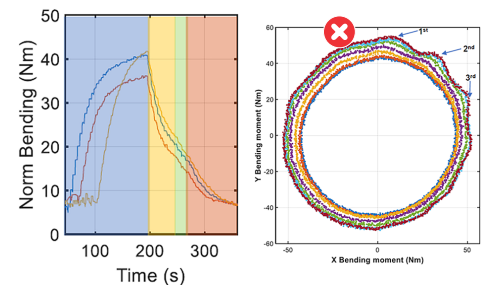 50
40
30
20
10
0
Norm Bending (Nm)
100
200
300
Time (s)
60
40
20
0
-20
-40
-60
Y Bending moment (Nm)
1st
2nd
3rd
-50
0
50
X Bending moment (Nm)